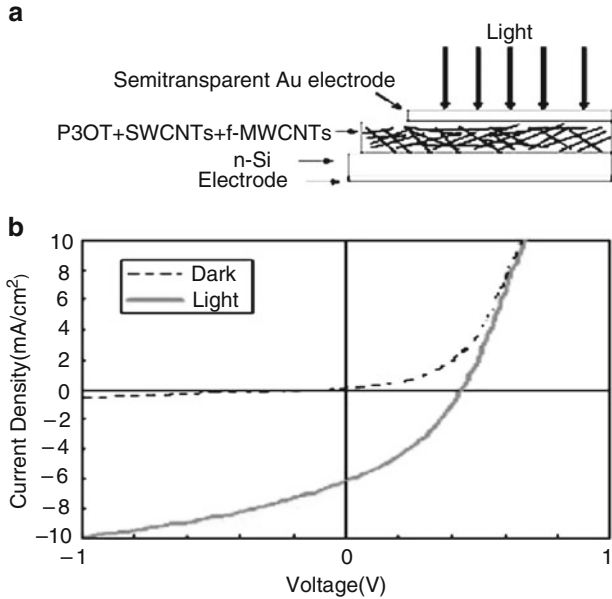 a
Light
Semitransparent Au electrode
P3OT+SWCNTs+f-MWCNTs
n-Si
Electrode
b
10
8
6
4
2
0
−2
−4
−6
−8
−10
Current Density(mA/cm²)
Dark
Light
−1
0
1
Voltage(V)